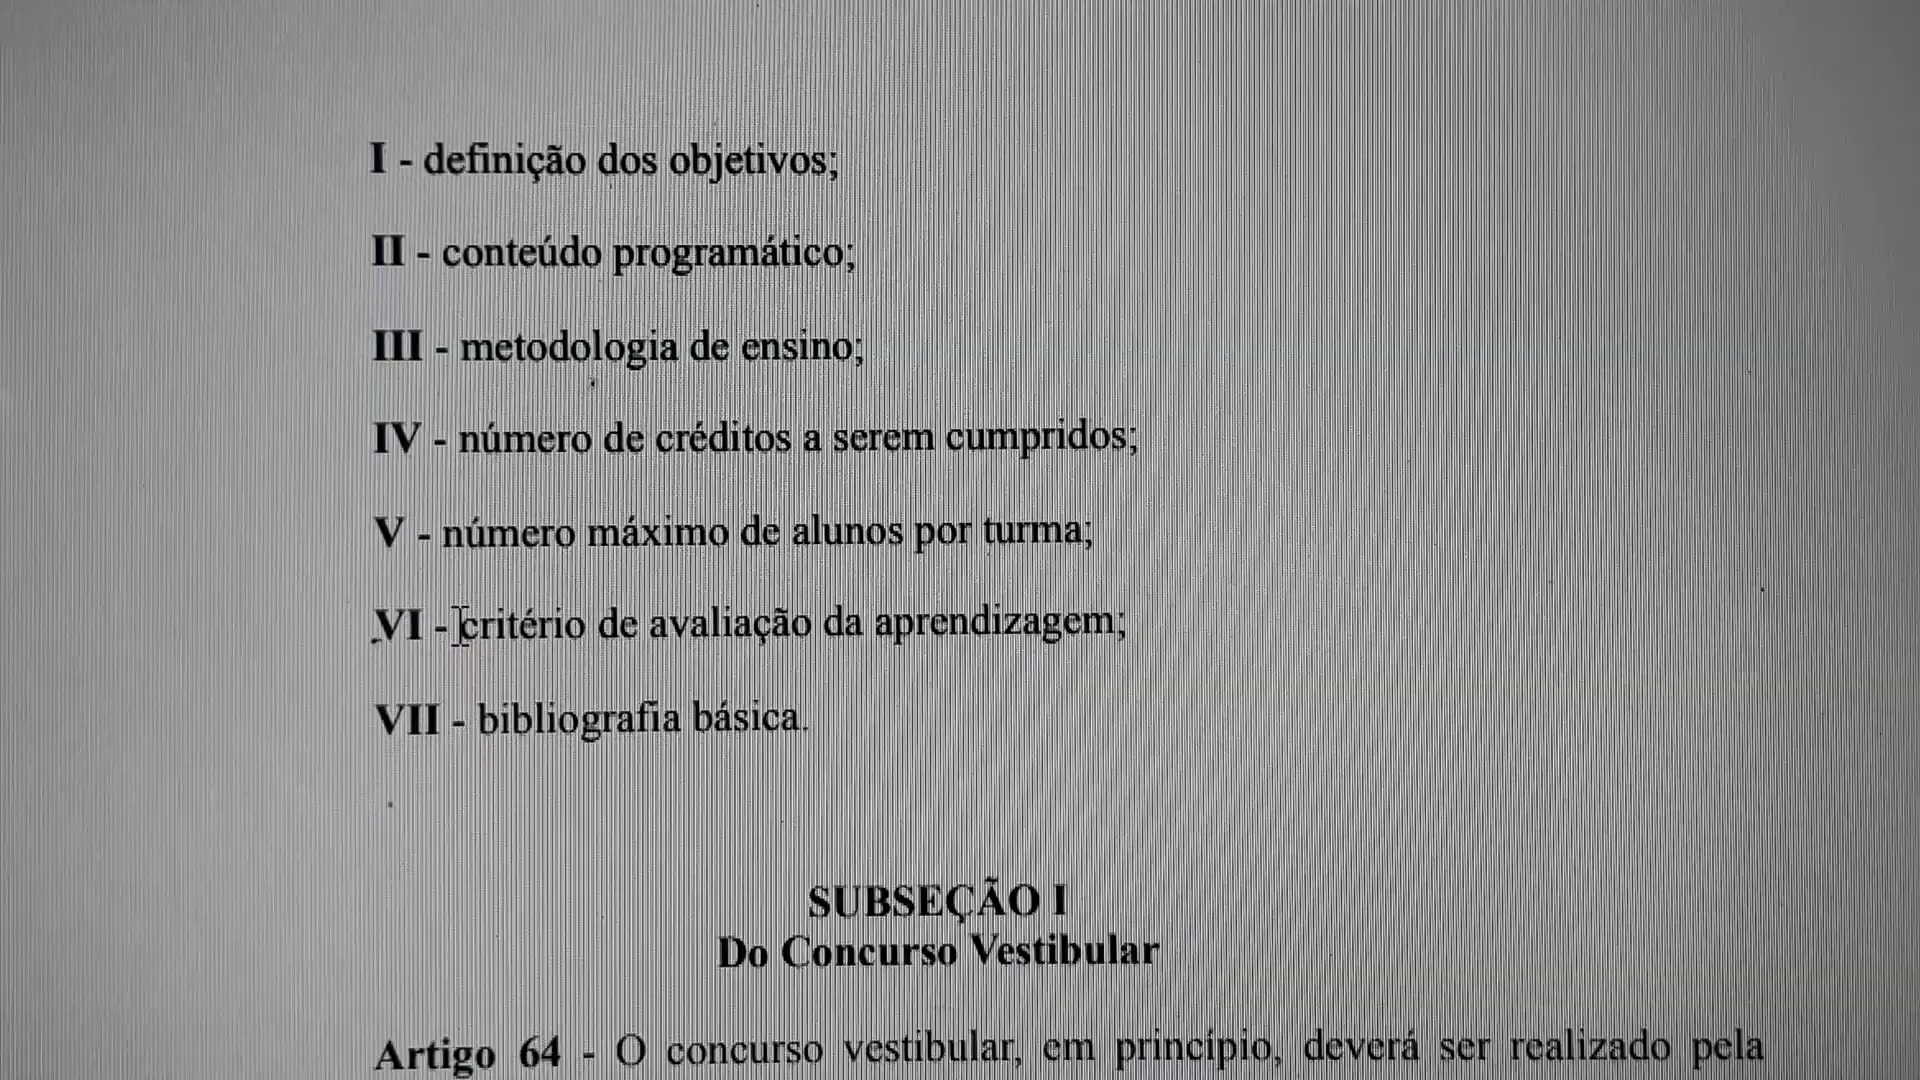 I - definição dos objetivos;
II - conteúdo programático;
III - metodologia de ensino;
IV - número de créditos a serem cumpridos;
V - número máximo de alunos por turma;
VI - critério de avaliação da aprendizagem;
VII - bibliografia básica.
SUBSEÇÃO I
Do Concurso Vestibular
Artigo 64 - O concurso vestibular, em princípio, deverá ser realizado pela